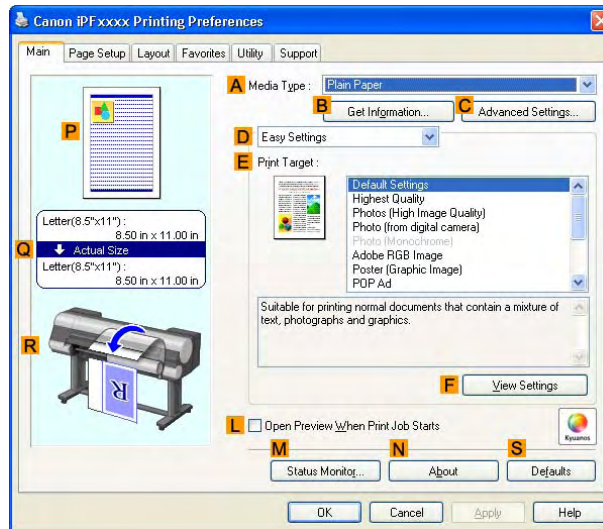 Canon iPFxxxx Printing Preferences
Main Page Setup Layout Favorites Utility Support
A Media Type : Plain Paper
B C
Get Information... Advanced Settings...
D Easy Settings
E Print Target :
P
Default Settings
Highest Quality
Photos (High Image Quality)
Photo (from digital camera)
Photo (Monochrome)
Adobe RGB Image
Poster (Graphic Image)
POP Ad
Letter(8.5"x11") :
8.50 in x 11.00 in
Q Actual Size
Letter(8.5"x11") :
8.50 in x 11.00 in
Suitable for printing normal documents that contain a mixture of
text, photographs and graphics.
R
R
F View Settings
L Open Preview When Print Job Starts
Kyuanos
M N S
Status Monitor... About Defaults
OK Cancel Apply Help